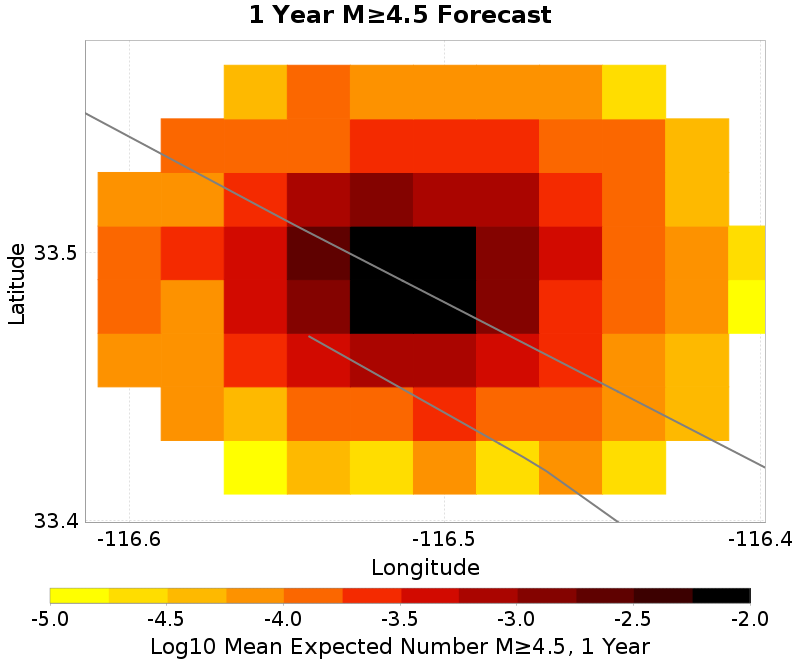 1 Year M≥4.5 Forecast
Latitude
33.5
33.4
-116.6 -116.5 -116.4
Longitude
-5.0 -4.5 -4.0 -3.5 -3.0 -2.5 -2.0
Log10 Mean Expected Number M≥4.5, 1 Year